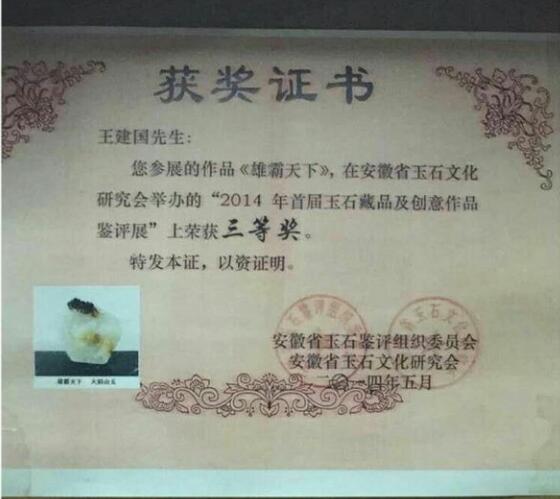 获奖证书
王建国先生:
您参展的作品《雄霸天下》，在安徽省玉石文化
研究会举办的“2014 年首届玉石藏品及创意作品
鉴评展”上荣获三等奖。
特发本证，以资证明。
安徽省玉石鉴评组织委员会
安徽省玉石文化研究会
二〇一四年五月
雄霸天下